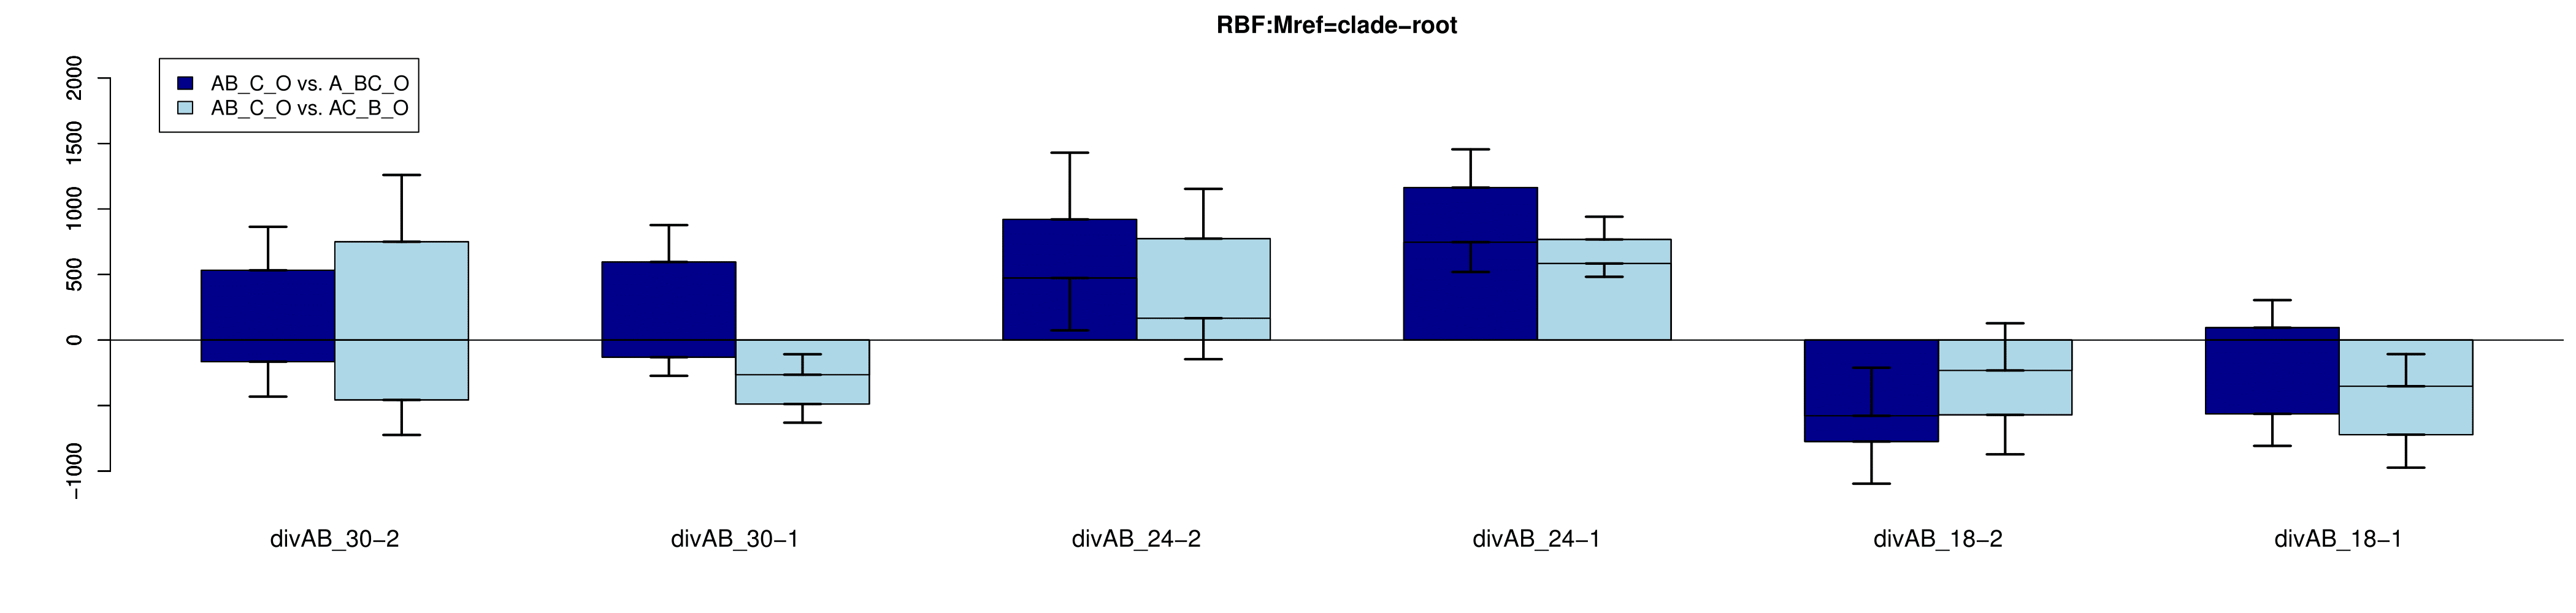 RBF:Mref=clade−root
AB_C_O vs. A_BC_O
AB_C_O vs. AC_B_O
2000
1500
1000
500
0
−1000
divAB_30−2
divAB_30−1
divAB_24−2
divAB_24−1
divAB_18−2
divAB_18−1